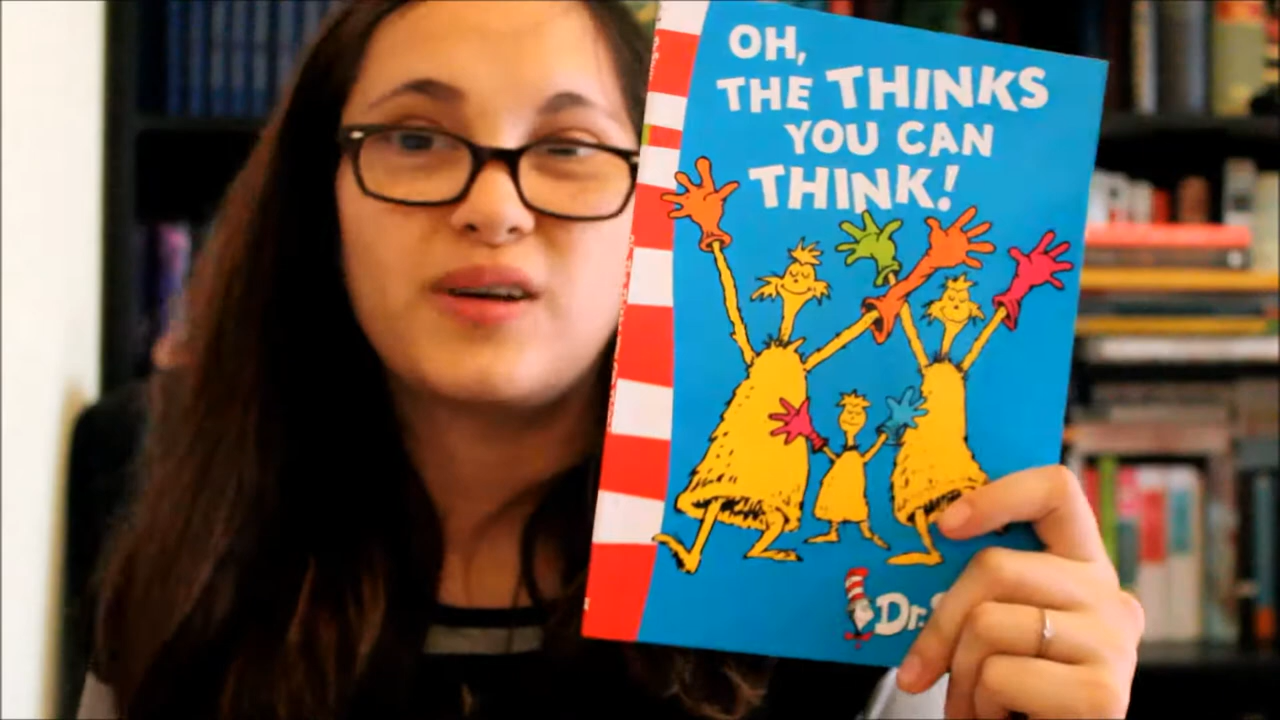 OH,
THE THINKS
YOU CAN
THINK!
Dr.